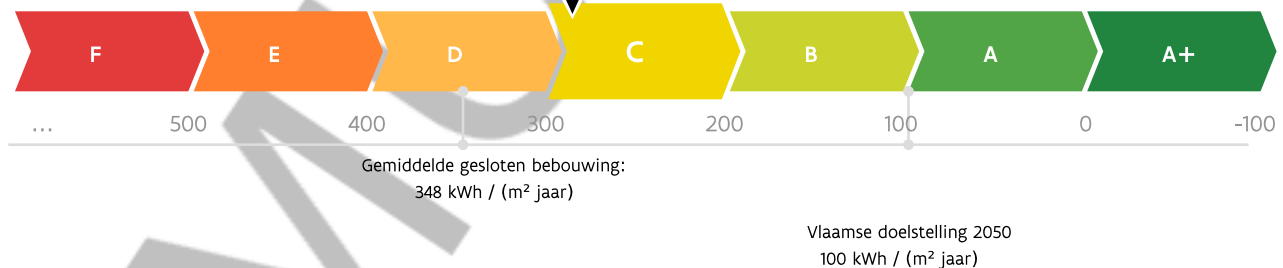 F E D C B A A+
... 500 400 300 200 100 0 -100
Gemiddelde gesloten bebouwing:
348 kWh / (m² jaar)
Vlaamse doelstelling 2050
100 kWh / (m² jaar)